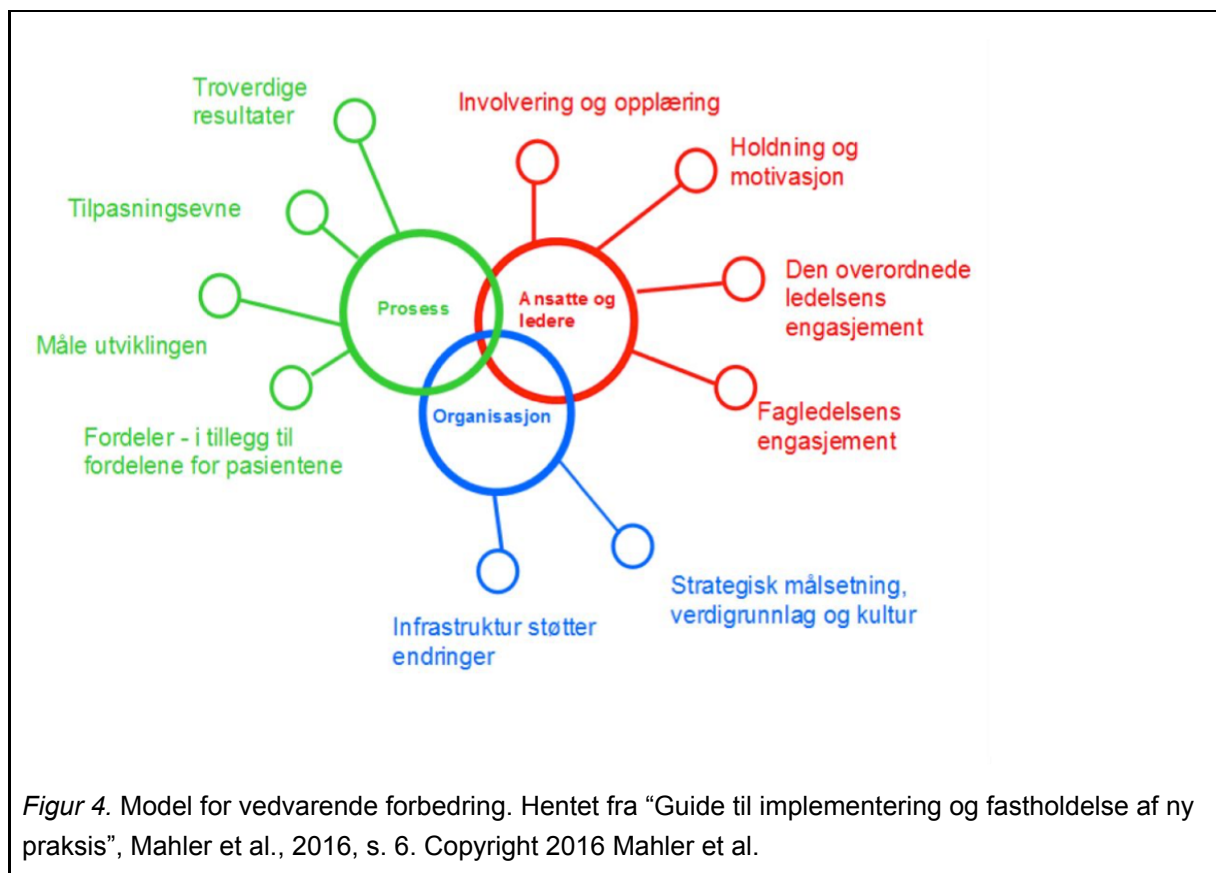 Troverdige
resultater
Tilpasningsevne
Måle utviklingen
Fordeler - i tillegg til
fordelene for pasientene
Prosess
Involvering og opplæring
Holdning og
motivasjon
Den overordnede
ledelsens
engasjement
Fagledelsens
engasjement
Ansatte og
ledere
Organisasjon
Infrastruktur støtter
endringer
Strategisk målsetning,
verdigrunnlag og kultur
Figur 4. Model for vedvarende forbedring. Hentet fra “Guide til implementering og fastholdelse af ny
praksis”, Mahler et al., 2016, s. 6. Copyright 2016 Mahler et al.